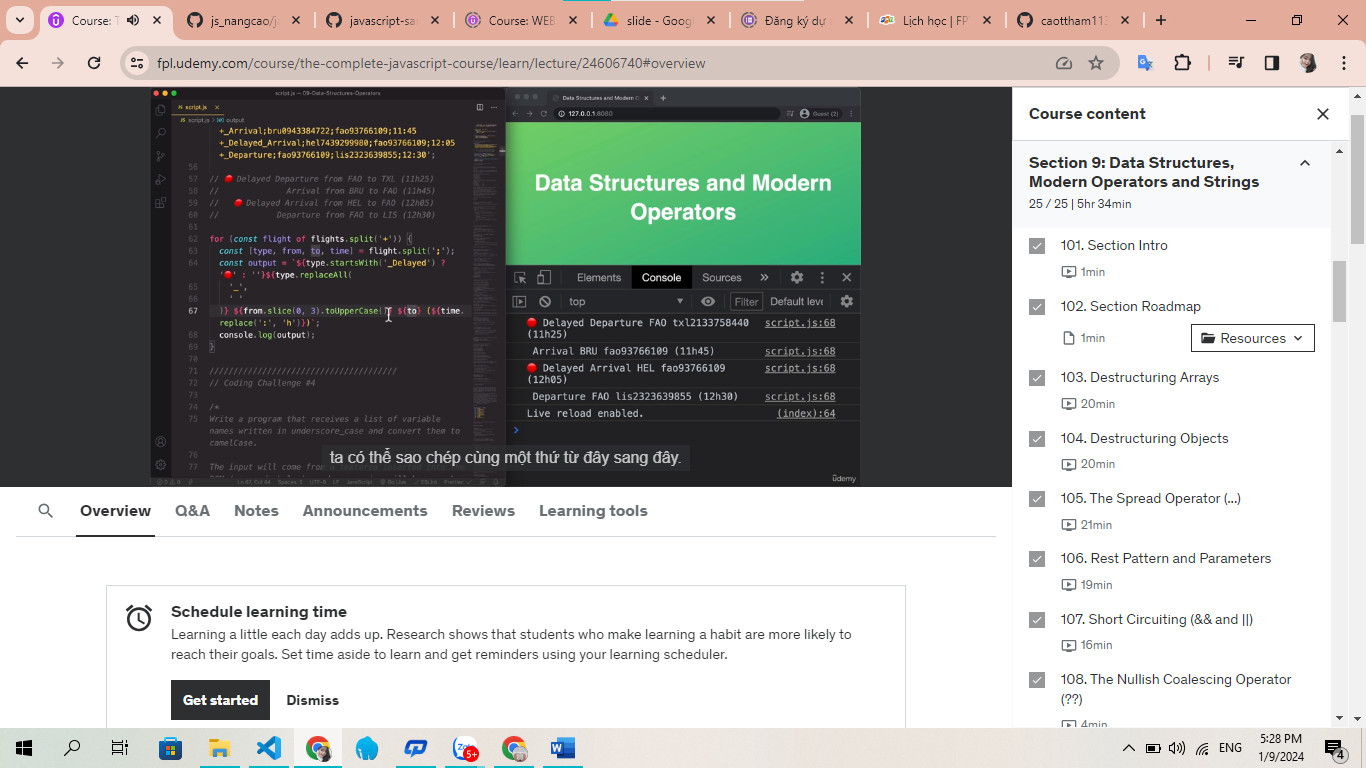 Course: T
js_nangcao/j
javascript-sa
Course: WEB
slide - Goog
Đăng ký dự
Lịch học | FP
caottham113
fpl.udemy.com/course/the-complete-javascript-course/learn/lecture/24606740#overview
script.js — 09-Data-Structures-Operators
script.js
script.js > output
+_Arrival;bru0943384722;fao93766109;11:45
+_Delayed_Arrival;hel7439299980;fao93766109;12:05
+_Departure;fao93766109;lis2323639855;12:30';
56
57 // 🔴 Delayed Departure from FAO to TXL (11h25)
58 // Arrival from BRU to FAO (11h45)
59 // 🔴 Delayed Arrival from HEL to FAO (12h05)
60 // Departure from FAO to LIS (12h30)
61
62 for (const flight of flights.split('+')) {
63 const [type, from, to, time] = flight.split(';');
64 const output = `${type.startsWith('_Delayed') ?
'🔴' : ''}${type.replaceAll(
65 '_',
66 ' '
67 )} ${from.slice(0, 3).toUpperCase()} ${to} (${time.
replace(':', 'h')})`;
68 console.log(output);
69 }
70
71 ///////////////////////////////////////
72 // Coding Challenge #4
73
74 /*
75 Write a program that receives a list of variable
names written in underscore_case and convert them to
camelCase.
76
77 The input will come from a
Data Structures and Modern O
127.0.0.1:8080
Guest (2)
Data Structures and Modern
Operators
Elements Console Sources
top Filter Default leve
🔴 Delayed Departure FAO txl2133758440 script.js:68
(11h25)
Arrival BRU fao93766109 (11h45) script.js:68
🔴 Delayed Arrival HEL fao93766109 script.js:68
(12h05)
Departure FAO lis2323639855 (12h30) script.js:68
Live reload enabled. (index):64
ta có thể sao chép cùng một thứ từ đây sang đây.
ûdemy
Overview Q&A Notes Announcements Reviews Learning tools
Schedule learning time
Learning a little each day adds up. Research shows that students who make learning a habit are more likely to
reach their goals. Set time aside to learn and get reminders using your learning scheduler.
Get started Dismiss
Course content
Section 9: Data Structures,
Modern Operators and Strings
25 / 25 | 5hr 34min
101. Section Intro
1min
102. Section Roadmap
1min
Resources
103. Destructuring Arrays
20min
104. Destructuring Objects
20min
105. The Spread Operator (...)
21min
106. Rest Pattern and Parameters
19min
107. Short Circuiting (&& and ||)
16min
108. The Nullish Coalescing Operator
(??)
4min
5+
ENG
5:28 PM
1/9/2024
4